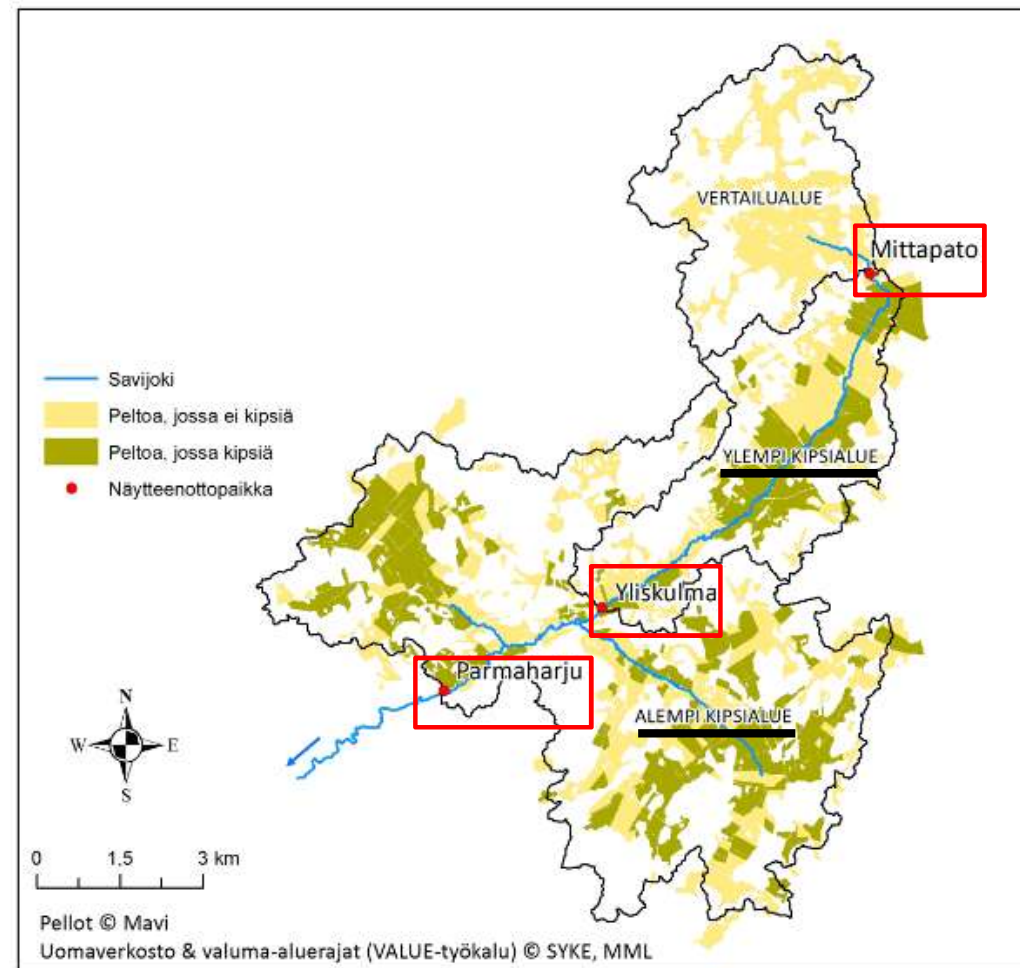 VERTAILUALUE
Mittapato
Savijoki
Peltoa, jossa ei kipsiä
Peltoa, jossa kipsiä
Näytteenottopaikka
YLEMPI KIPSIALUE
Yliskulma
Parmaharju
ALEMPI KIPSIALUE
N
W E
S
0 1,5 3 km
Pellot © Mavi
Uomaverkosto & valuma-aluerajat (VALUE-työkalu) © SYKE, MML